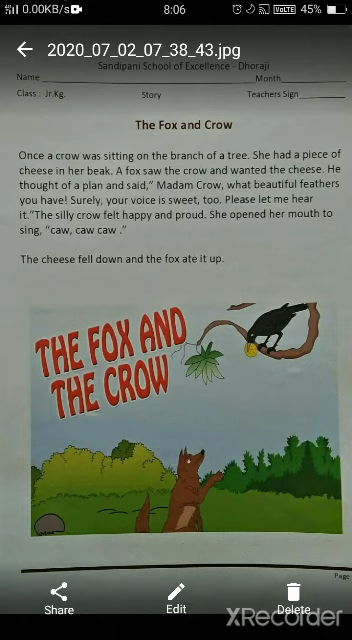 0.00KB/s 8:06 VoLTE 45%
2020_07_02_07_38_43.jpg
Sandipani School of Excellence - Dhoraji
Name Month
Class : Jr.Kg. Story Teachers Sign
The Fox and Crow
Once a crow was sitting on the branch of a tree. She had a piece of
cheese in her beak. A fox saw the crow and wanted the cheese. He
thought of a plan and said,” Madam Crow, what beautiful feathers
you have! Surely, your voice is sweet, too. Please let me hear
it.”The silly crow felt happy and proud. She opened her mouth to
sing, “caw, caw caw .”
The cheese fell down and the fox ate it up.
THE FOX AND
THE CROW
Page
Share Edit Delete
XRecorder